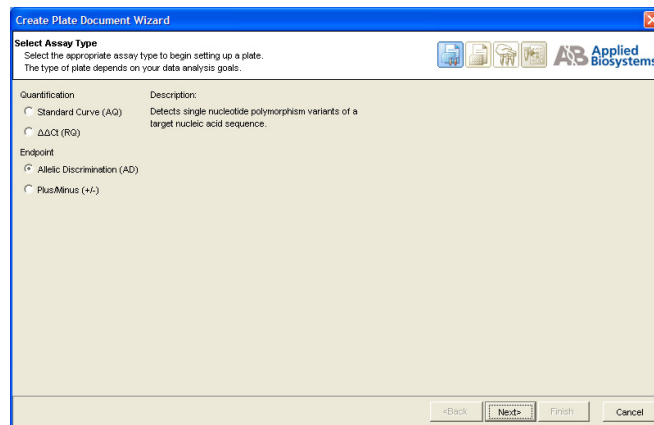 Create Plate Document Wizard
Select Assay Type
Select the appropriate assay type to begin setting up a plate.
The type of plate depends on your data analysis goals.
AB Applied
Biosystems
Quantification
Description:
Standard Curve (AQ)
Detects single nucleotide polymorphism variants of a
target nucleic acid sequence.
ΔΔCt (RQ)
Endpoint
Allelic Discrimination (AD)
Plus/Minus (+/-)
<Back
Next>
Finish
Cancel